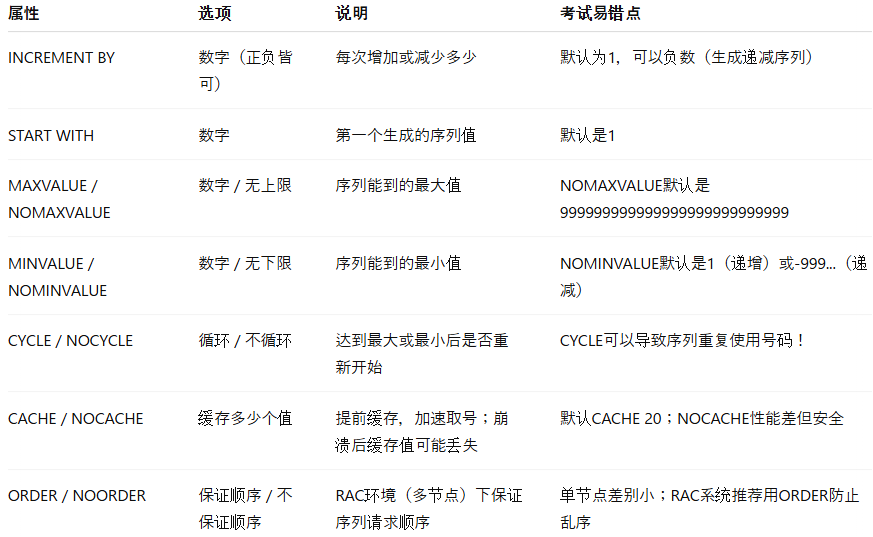 属性 选项 说明 考试易错点
INCREMENT BY 数字（正负皆 每次增加或减少多少 默认为1，可以负数（生成递减序列）
可）
START WITH 数字 第一个生成的序列值 默认是1
MAXVALUE / 数字 / 无上限 序列能到的最大值 NOMAXVALUE默认是
NOMAXVALUE 999999999999999999999999999
MINVALUE / 数字 / 无下限 序列能到的最小值 NOMINVALUE默认是1（递增）或-999...（递
NOMINVALUE 减）
CYCLE / NOCYCLE 循环 / 不循环 达到最大或最小后是否重 CYCLE可以导致序列重复使用号码！
新开始
CACHE / NOCACHE 缓存多少个值 提前缓存，加速取号；崩 默认CACHE 20；NOCACHE性能差但安全
溃后缓存值可能丢失
ORDER / NOORDER 保证顺序 / 不 RAC环境（多节点）下保证 单节点差别小；RAC系统推荐用ORDER防止
保证顺序 序列请求顺序 乱序